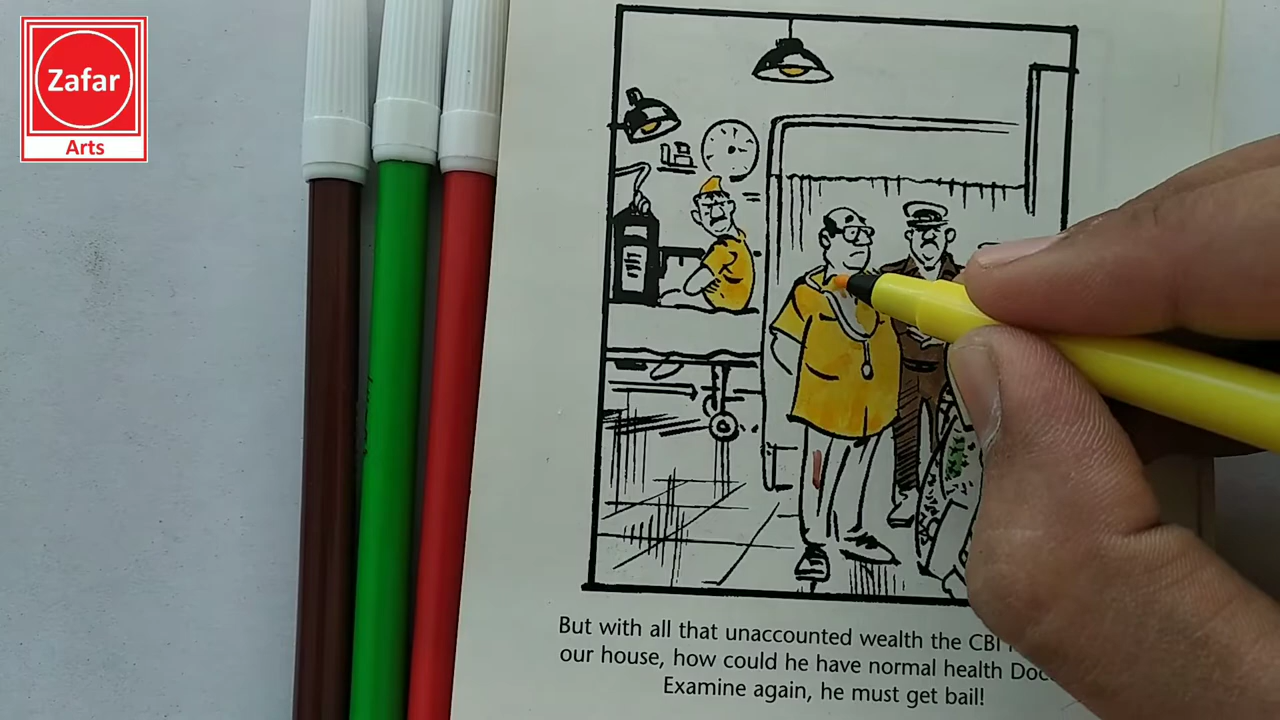 Zafar
Arts
But with all that unaccounted wealth the CBI
our house, how could he have normal health
Examine again, he must get bail!